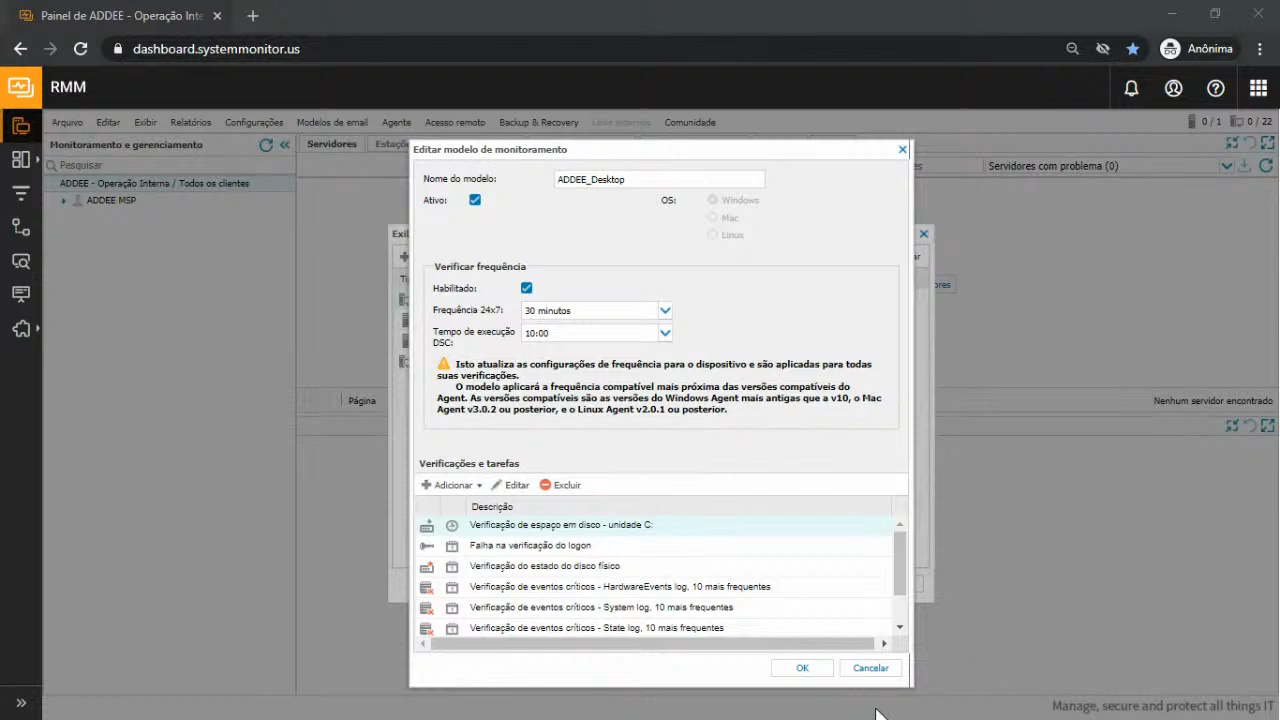 Painel de ADDEE - Operação Inte
dashboard.systemmonitor.us
Anônima
RMM
Arquivo Editar Exibir Relatórios Configurações Modelos de email Agente Acesso remoto Backup & Recovery Links externos Comunidade 0 / 1 0 / 22
Monitoramento e gerenciamento
Servidores
Pesquisar
Servidores com problema (0)
ADDEE - Operação Interna / Todos os clientes
ADDEE MSP
Editar modelo de monitoramento
Nome do modelo: ADDEE_Desktop
Ativo: OS: Windows
Mac
Linux
Verificar frequência
Habilitado:
Frequência 24x7: 30 minutos
Tempo de execução 10:00
DSC:
Isto atualiza as configurações de frequência para o dispositivo e são aplicadas para todas
suas verificações.
O modelo aplicará a frequência compatível mais próxima das versões compatíveis do
Agent. As versões compatíveis são as versões do Windows Agent mais antigas que a v10, o Mac
Agent v3.0.2 ou posterior, e o Linux Agent v2.0.1 ou posterior.
Página
Nenhum servidor encontrado
Verificações e tarefas
Adicionar Editar Excluir
Descrição
Verificação de espaço em disco - unidade C:
Falha na verificação do logon
Verificação do estado do disco físico
Verificação de eventos críticos - HardwareEvents log, 10 mais frequentes
Verificação de eventos críticos - System log, 10 mais frequentes
Verificação de eventos críticos - State log, 10 mais frequentes
OK Cancelar
Manage, secure and protect all things IT